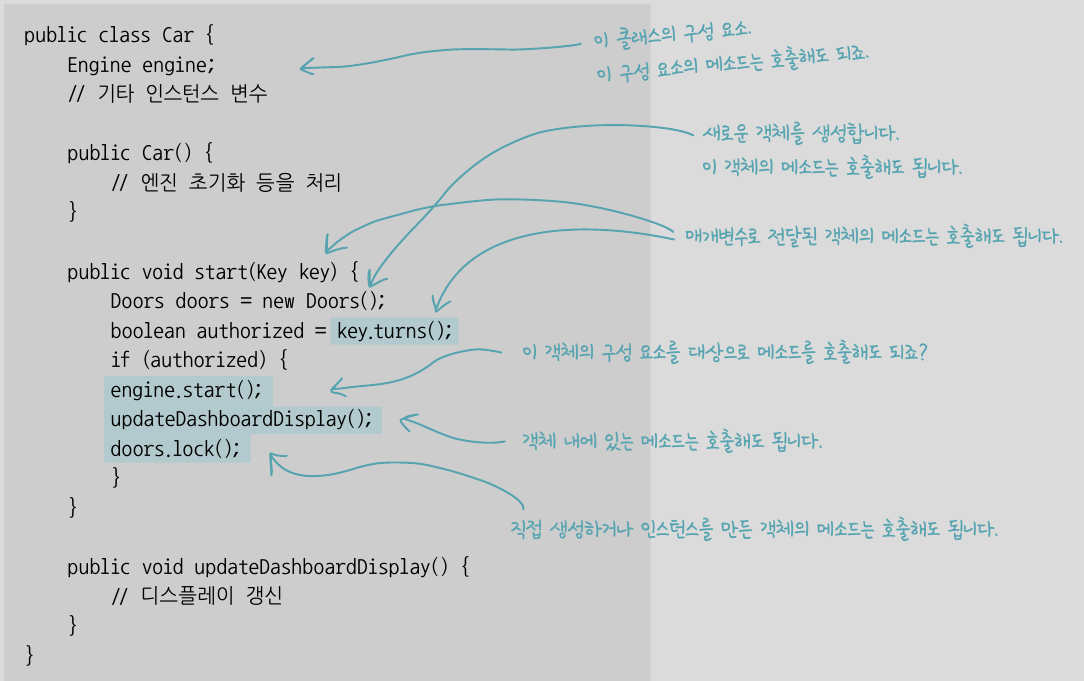 public class Car {
이 클래스의 구성 요소.
Engine engine;
이 구성 요소의 메소드는 호출해도 되죠.
// 기타 인스턴스 변수
새로운 객체를 생성합니다.
public Car() {
이 객체의 메소드는 호출해도 됩니다.
// 엔진 초기화 등을 처리
}
매개변수로 전달된 객체의 메소드는 호출해도 됩니다.
public void start(Key key) {
Doors doors = new Doors();
boolean authorized = key.turns();
if (authorized) {
이 객체의 구성 요소를 대상으로 메소드를 호출해도 되죠?
engine.start();
updateDashboardDisplay();
객체 내에 있는 메소드는 호출해도 됩니다.
doors.lock();
}
}
직접 생성하거나 인스턴스를 만든 객체의 메소드는 호출해도 됩니다.
public void updateDashboardDisplay() {
// 디스플레이 갱신
}
}